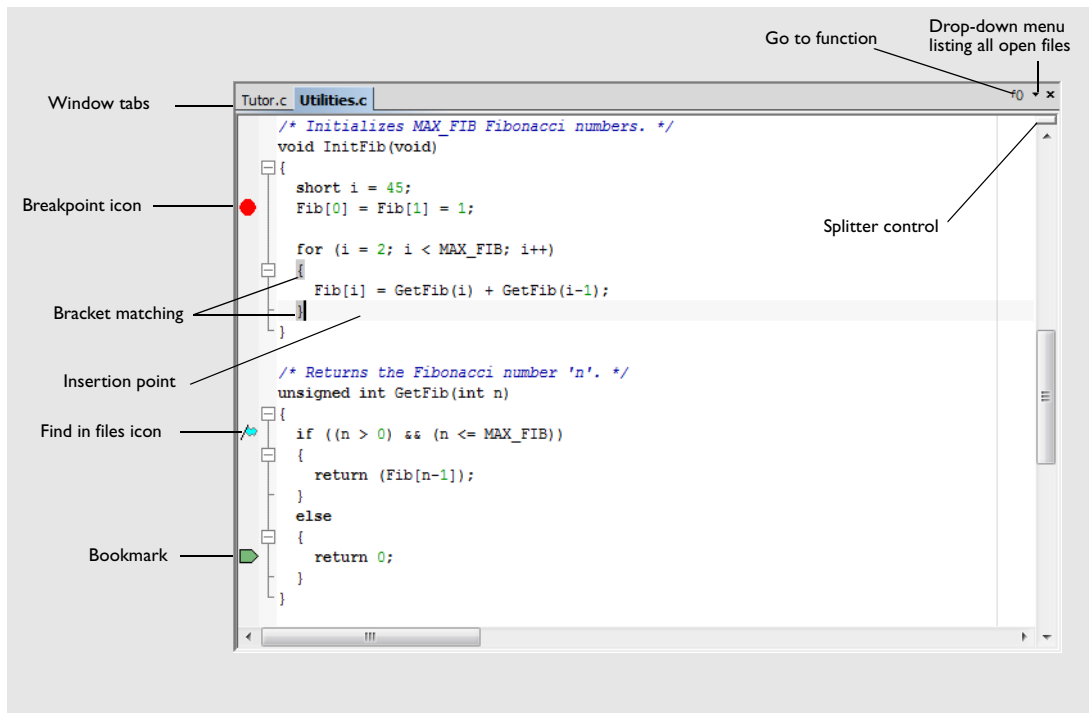 Drop-down menu
listing all open files
Go to function
Window tabs
Tutor.c Utilities.c f()
/* Initializes MAX_FIB Fibonacci numbers. */
void InitFib(void)
{
short i = 45;
Breakpoint icon
Fib[0] = Fib[1] = 1;
Splitter control
for (i = 2; i < MAX_FIB; i++)
{
Fib[i] = GetFib(i) + GetFib(i-1);
Bracket matching
}
}
Insertion point
/* Returns the Fibonacci number 'n'. */
unsigned int GetFib(int n)
{
Find in files icon
if ((n > 0) && (n <= MAX_FIB))
{
return (Fib[n-1]);
}
else
{
Bookmark
return 0;
}
}